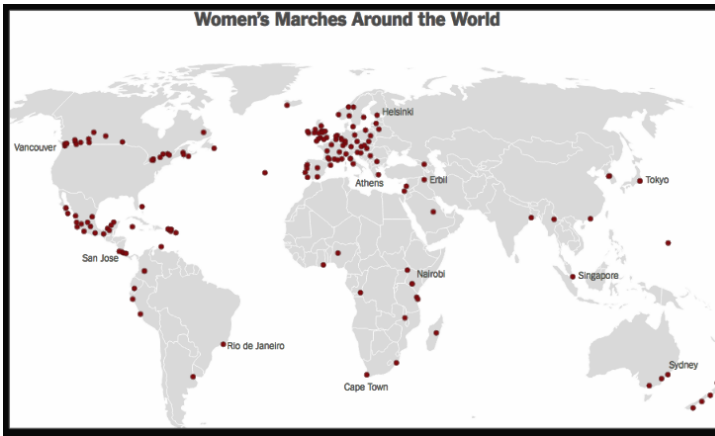 Women's Marches Around the World
Helsinki
Vancouver
Athens
Erbil
Tokyo
San Jose
Nairobi
Singapore
Rio de Janeiro
Sydney
Cape Town